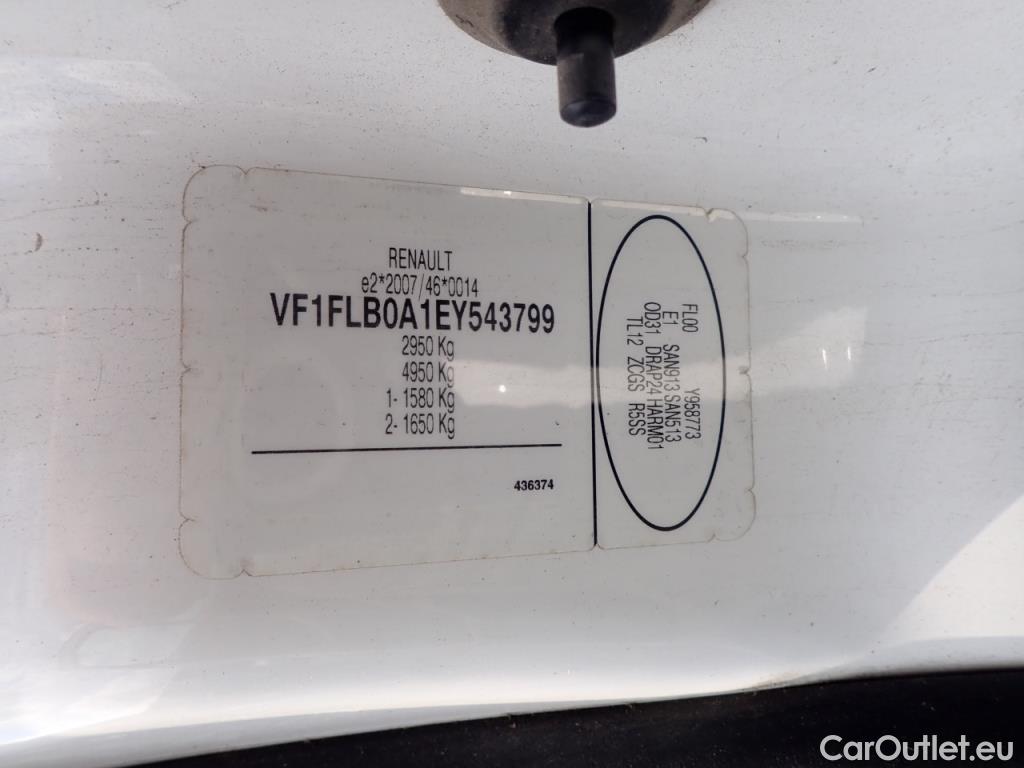 RENAULT
e2*2007/46*0014
VF1FLB0A1EY543799
2950 Kg
4950 Kg
1- 1580 Kg
2- 1650 Kg
436374
FL00 Y958773
E1 SAN913 SAN513
OD31 DRAP24 HARM01
TL12 ZCGS R5SS
CarOutlet.eu